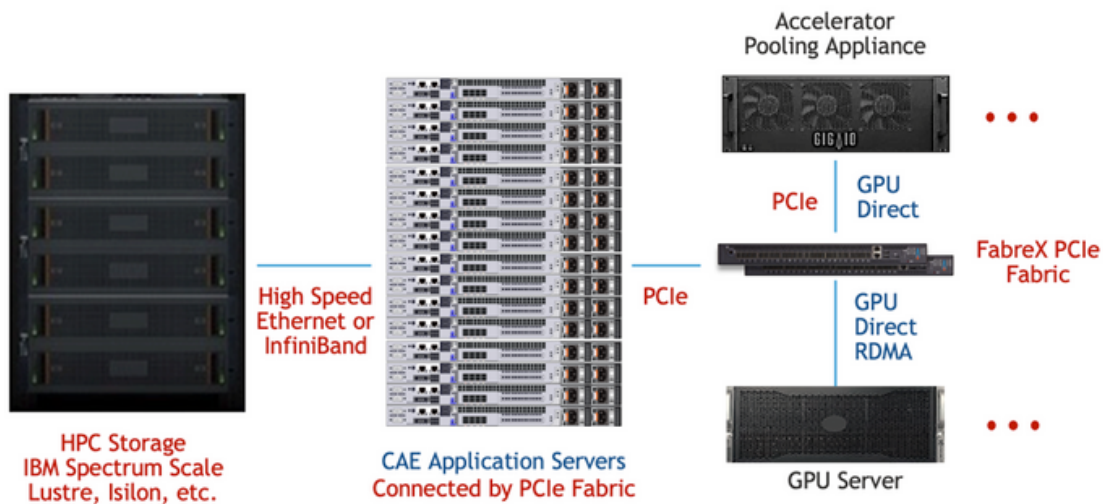 Accelerator
Pooling Appliance
GIGAIO
PCIe
GPU
Direct
FabreX PCIe
Fabric
High Speed
Ethernet or
InfiniBand
PCIe
GPU
Direct
RDMA
HPC Storage
IBM Spectrum Scale
Lustre, Isilon, etc.
CAE Application Servers
Connected by PCIe Fabric
GPU Server